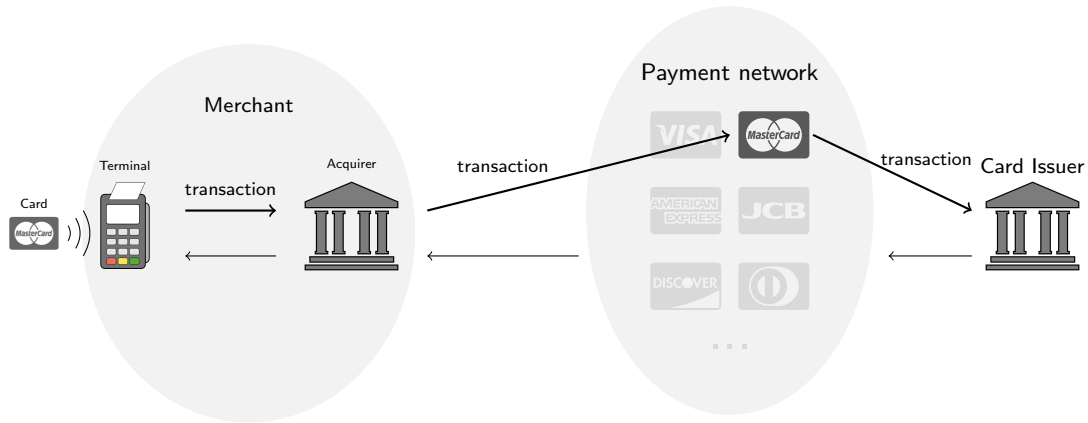 Payment network
Merchant
VISA
MasterCard
Terminal
Acquirer
transaction
transaction
Card Issuer
transaction
Card
MasterCard
AMERICAN
EXPRESS
JCB
DISCOVER
...